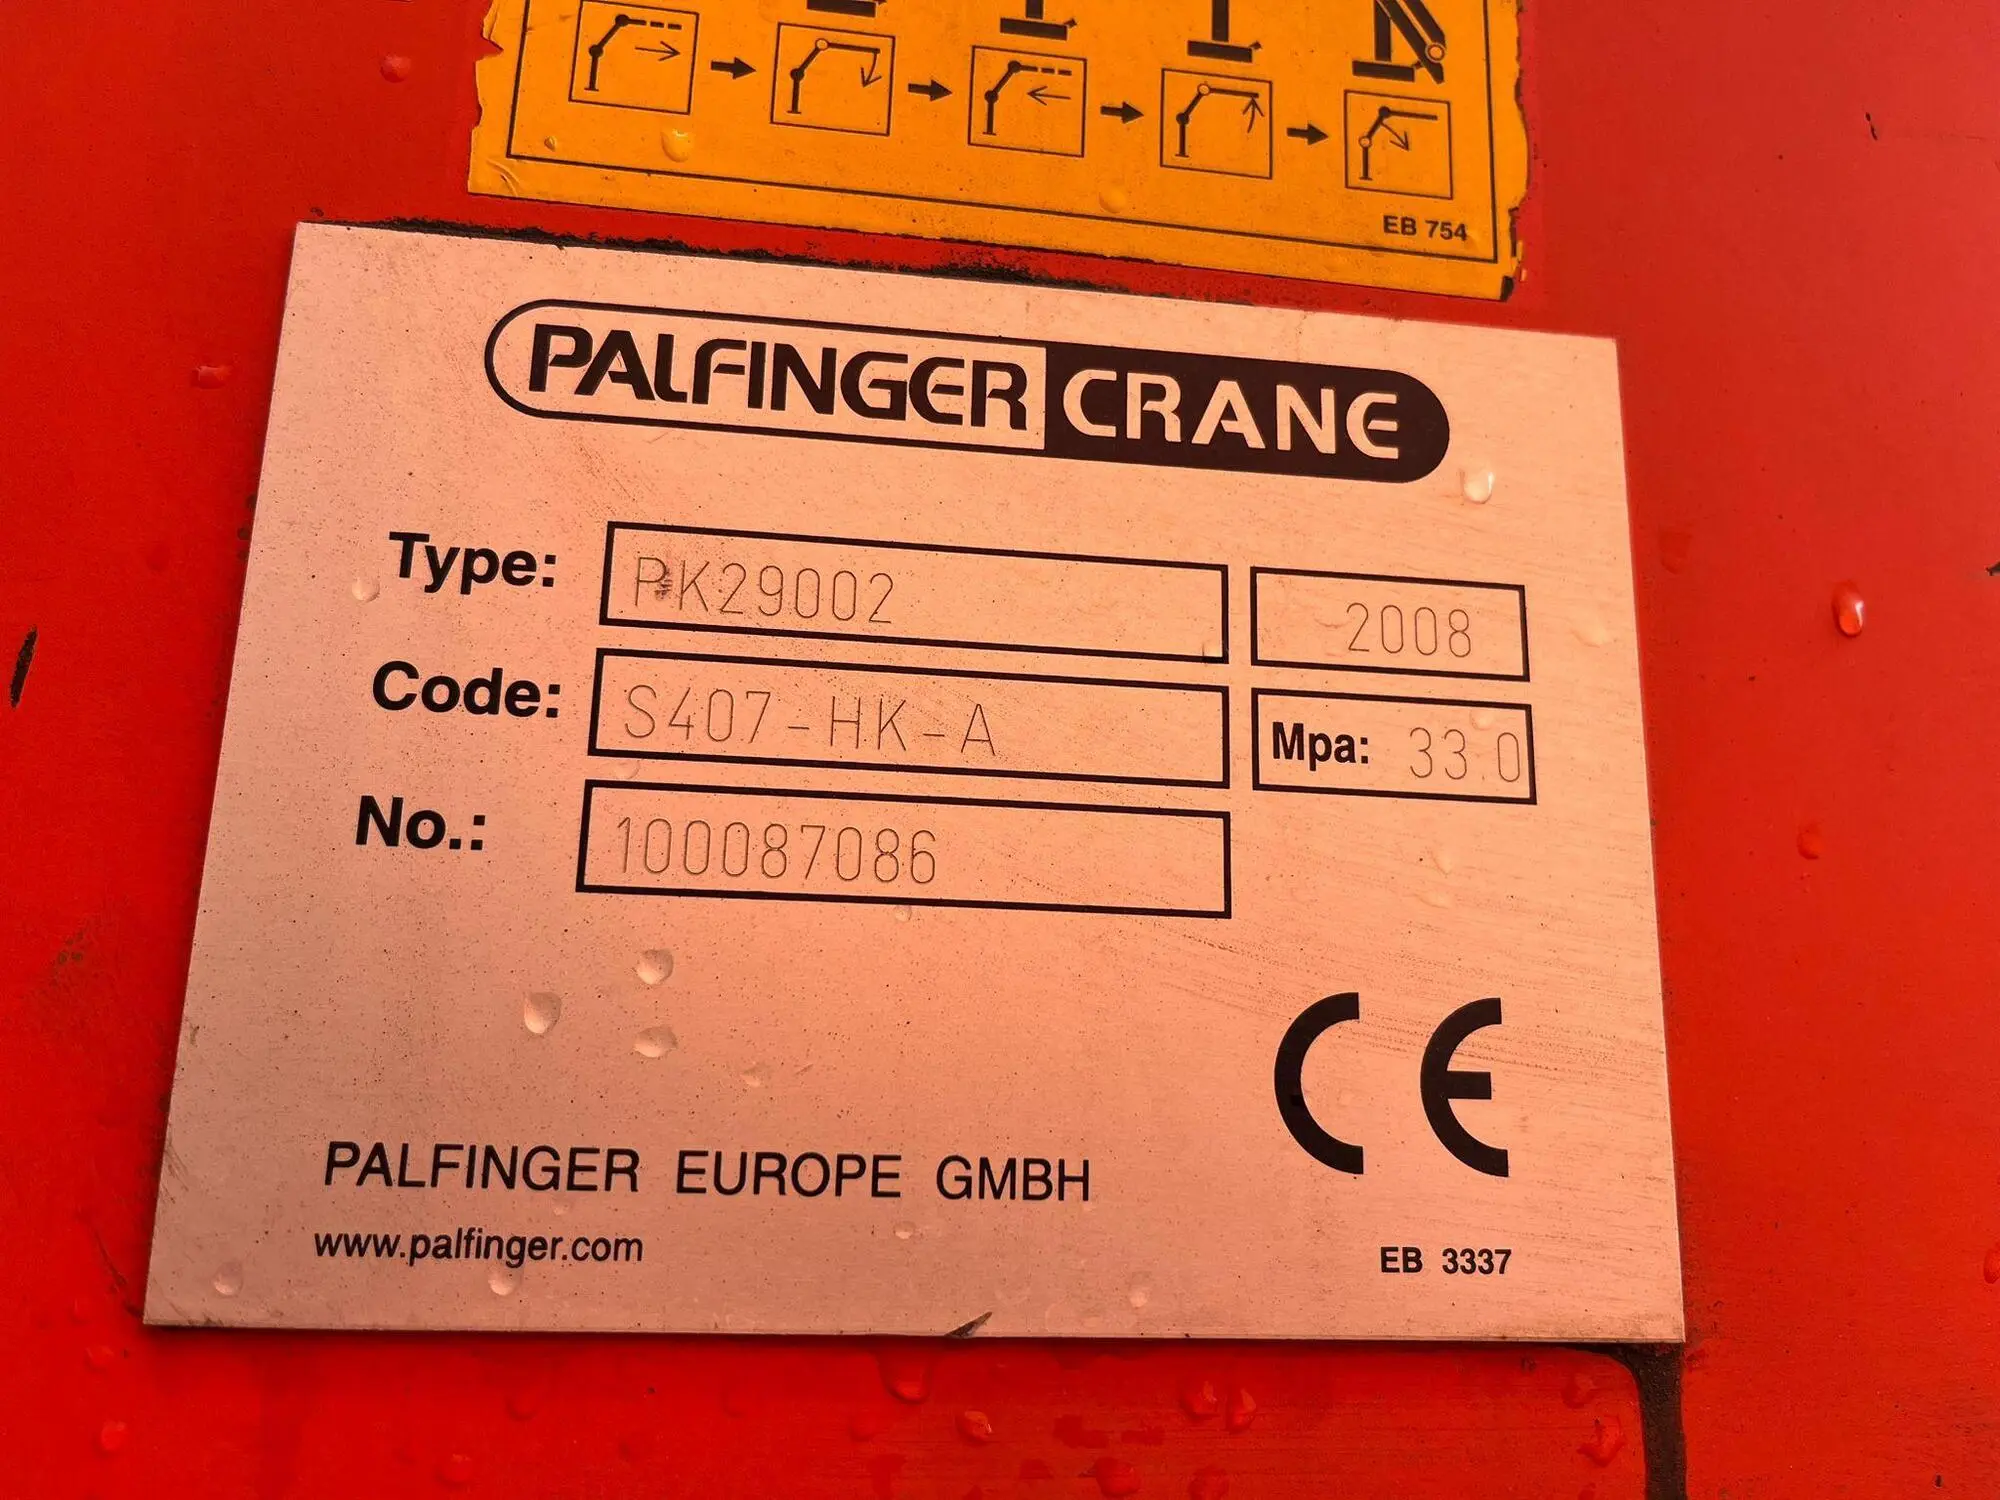 EB 754
PALFINGER CRANE
Type: PK29002 2008
Code: S407-HK-A Mpa: 33.0
No.: 100087086
CE
PALFINGER EUROPE GMBH
www.palfinger.com
EB 3337